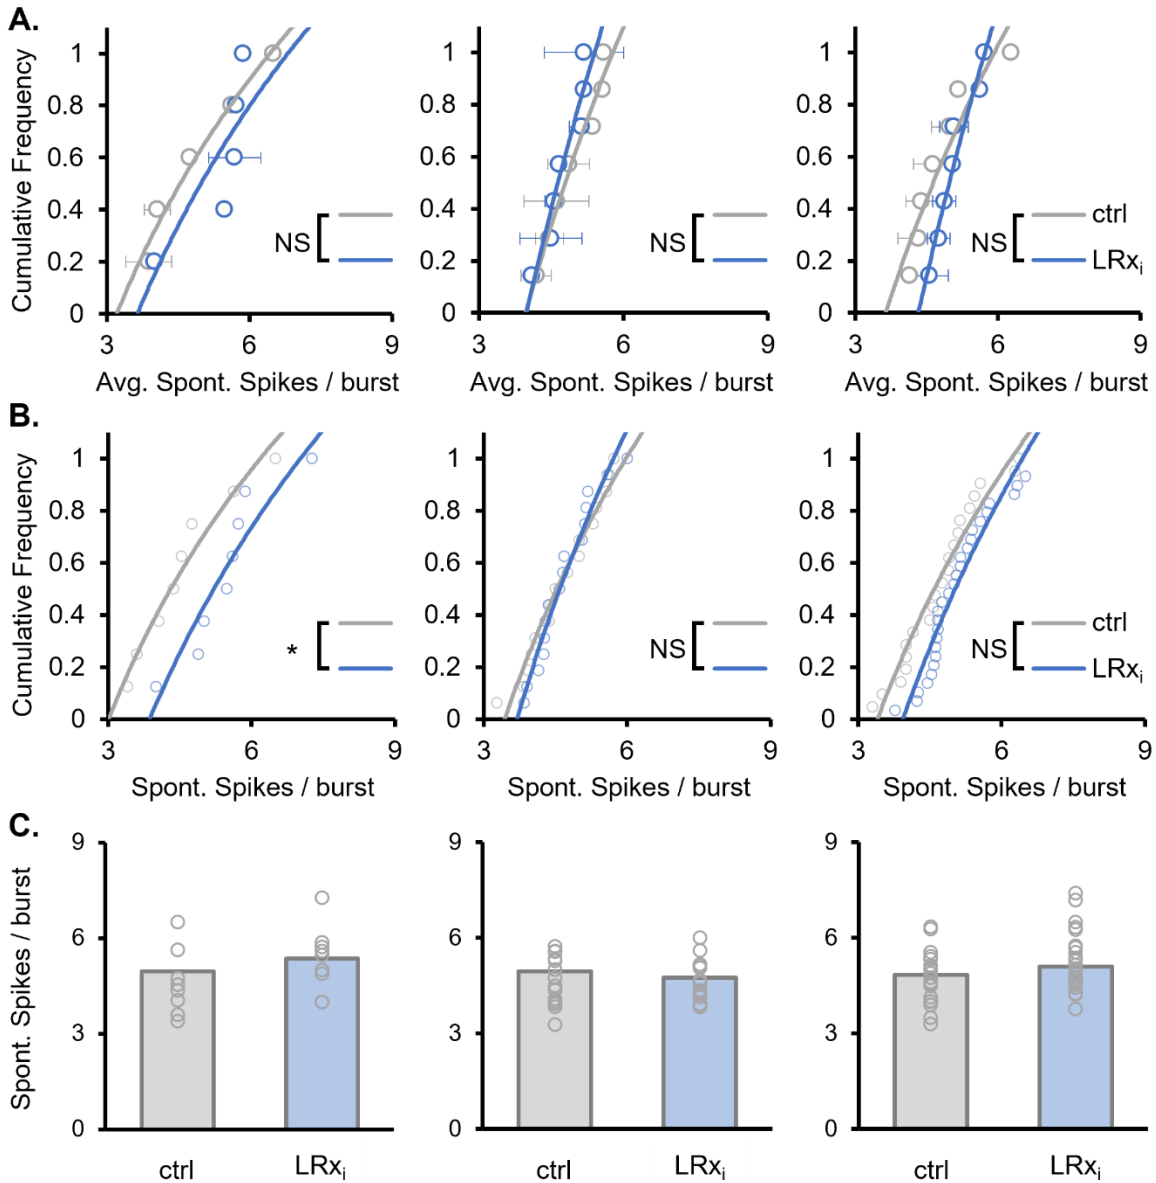 A.
Cumulative Frequency
1
0.8
0.6
0.4
0.2
0
3 6 9
NS
Avg. Spont. Spikes / burst
1
0.8
0.6
0.4
0.2
0
3 6 9
NS
Avg. Spont. Spikes / burst
1
0.8
0.6
0.4
0.2
0
3 6 9
NS
ctrl
LRxi
Avg. Spont. Spikes / burst
B.
Cumulative Frequency
1
0.8
0.6
0.4
0.2
0
3 6 9
*
Spont. Spikes / burst
1
0.8
0.6
0.4
0.2
0
3 6 9
NS
Spont. Spikes / burst
1
0.8
0.6
0.4
0.2
0
3 6 9
NS
ctrl
LRxi
Spont. Spikes / burst
C.
Spont. Spikes / burst
9
6
3
0
ctrl LRxi
9
6
3
0
ctrl LRxi
9
6
3
0
ctrl LRxi